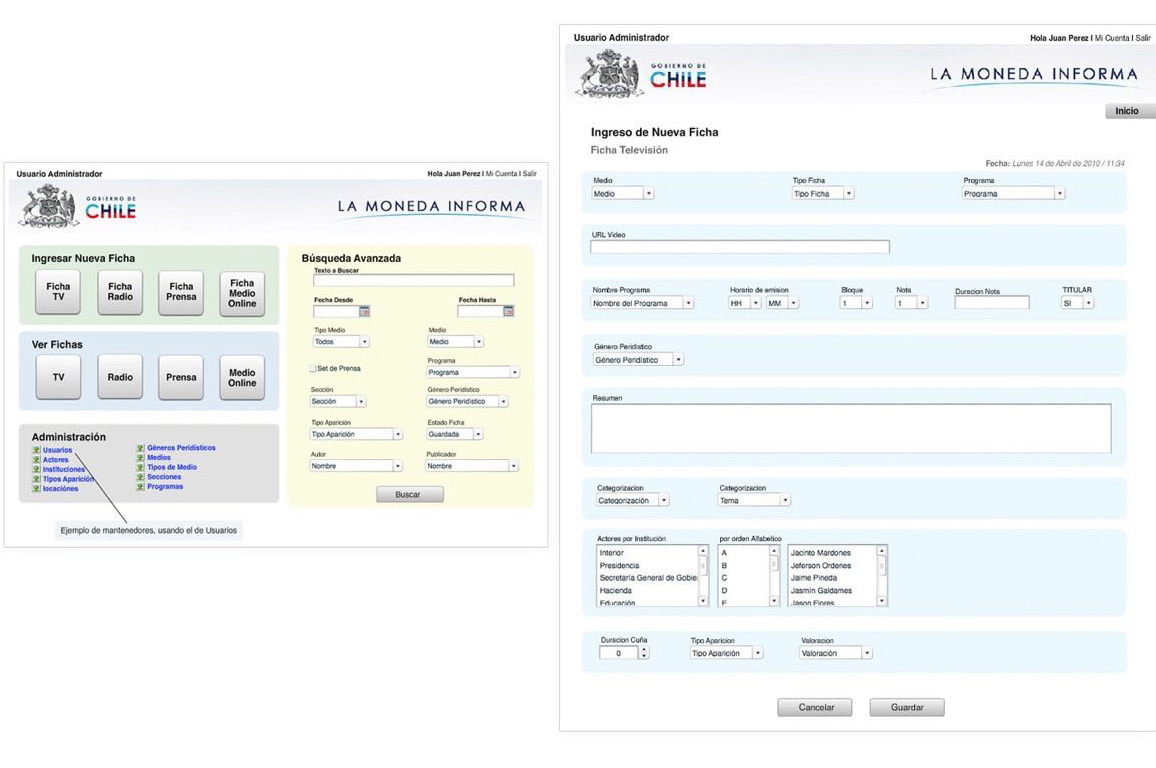 Usuario Administrador
Hola Juan Perez I Mi Cuenta I Salir
GOBIERNO DE
CHILE
LA MONEDA INFORMA
Ingresar Nueva Ficha
Ficha TV
Ficha Radio
Ficha Prensa
Ficha Medio Online
Ver Fichas
TV
Radio
Prensa
Medio Online
Administración
Usuarios
Actores
Instituciones
Tipos Aparición
locaciónes
Géneros Peridísticos
Medios
Tipos de Medio
Secciones
Programas
Ejemplo de mantenedores, usando el de Usuarios
Búsqueda Avanzada
Texto a Buscar
Fecha Desde
Fecha Hasta
Tipo Medio
Medio
Todos
Medio
Set de Prensa
Programa
Programa
Sección
Género Peridístico
Sección
Género Peridístico
Tipo Aparición
Estado Ficha
Tipo Aparición
Guardada
Autor
Publicador
Nombre
Nombre
Buscar
Usuario Administrador
Hola Juan Perez I Mi Cuenta I Salir
GOBIERNO DE
CHILE
LA MONEDA INFORMA
Inicio
Ingreso de Nueva Ficha
Ficha Televisión
Fecha: Lunes 14 de Abril de 2010 / 11:34
Medio
Tipo Ficha
Programa
Medio
Tipo Ficha
Programa
URL Video
Nombre Programa
Horario de emision
Bloque
Nota
Duracion Nota
TITULAR
Nombre del Programa
HH
MM
1
1
SI
Género Peridístico
Género Peridístico
Resumen
Categorizacion
Categorizacion
Categorización
Tema
Actores por Institución
por orden Alfabetico
Interior
Presidencia
Secretaría General de Gobie
Hacienda
Educación
A
B
C
D
E
Jacinto Mardones
Jeferson Ordenes
Jaime Pineda
Jasmín Galdames
Jason Flores
Duracion Cuña
Tipo Aparicion
Valoracion
0
Tipo Aparición
Valoración
Cancelar
Guardar